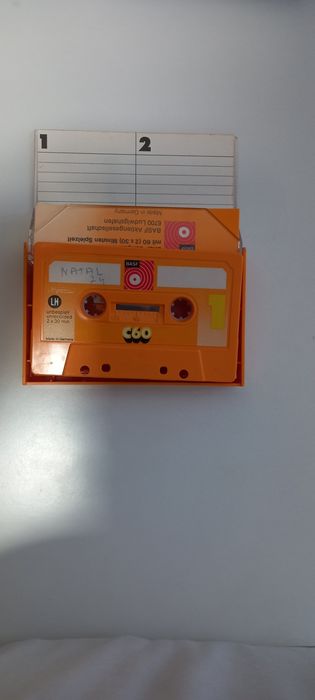 1 2
Made in Germany
6700 Ludwigshafen
BASF Aktiengesellschaft
mit 60 (2 x 30) Minuten Spielzeit
BASF
NATAL
74
LH
unbespielt
unrecorded
2 x 30 min
1
C60
Made in Germany